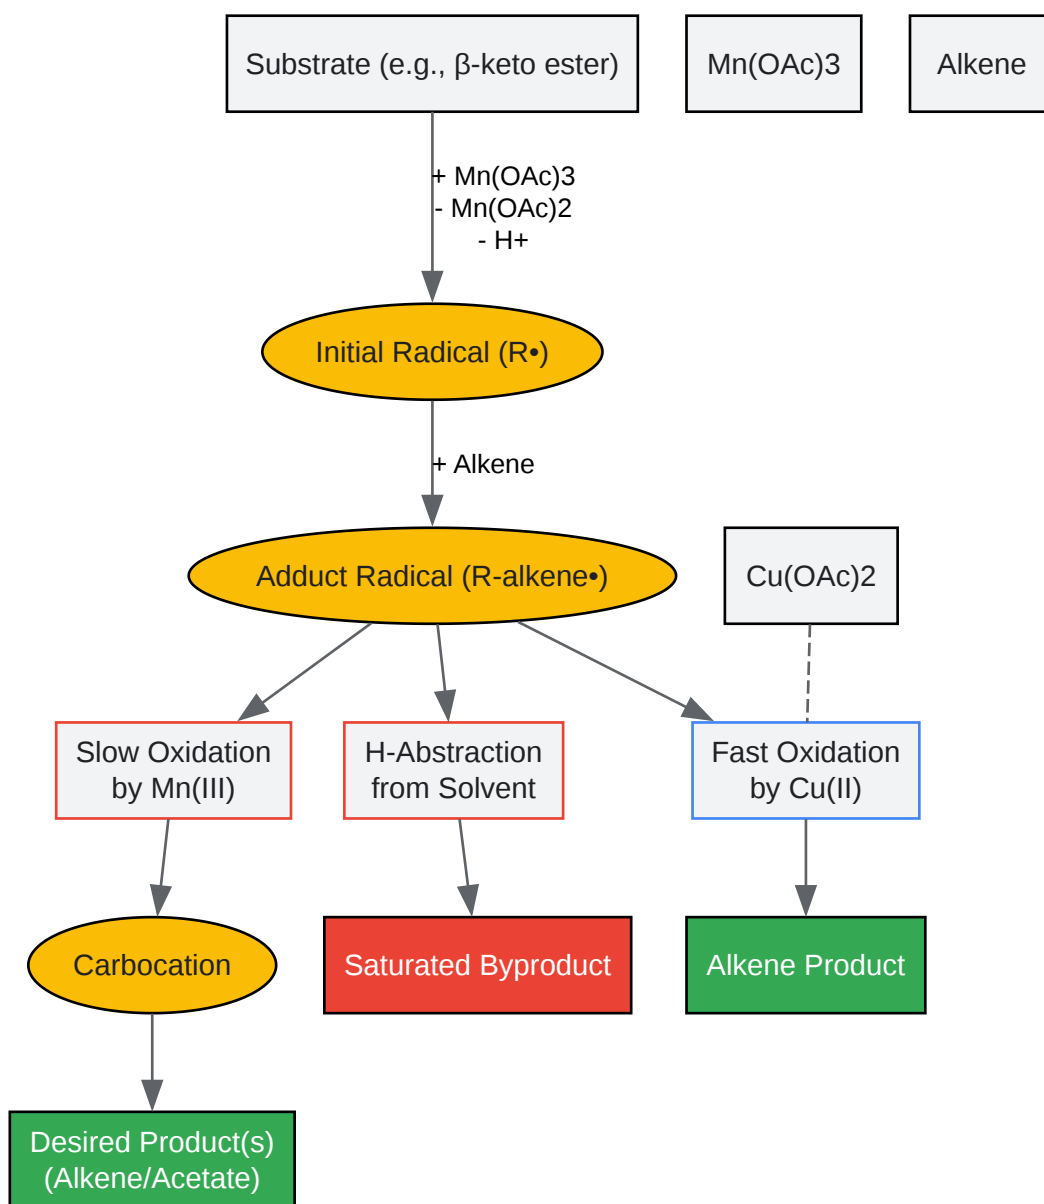 Substrate (e.g., β-keto ester)
Mn(OAc)3
Alkene
+ Mn(OAc)3
- Mn(OAc)2
- H+
Initial Radical (R•)
+ Alkene
Adduct Radical (R-alkene•)
Cu(OAc)2
Slow Oxidation
by Mn(III)
H-Abstraction
from Solvent
Fast Oxidation
by Cu(II)
Carbocation
Saturated Byproduct
Alkene Product
Desired Product(s)
(Alkene/Acetate)